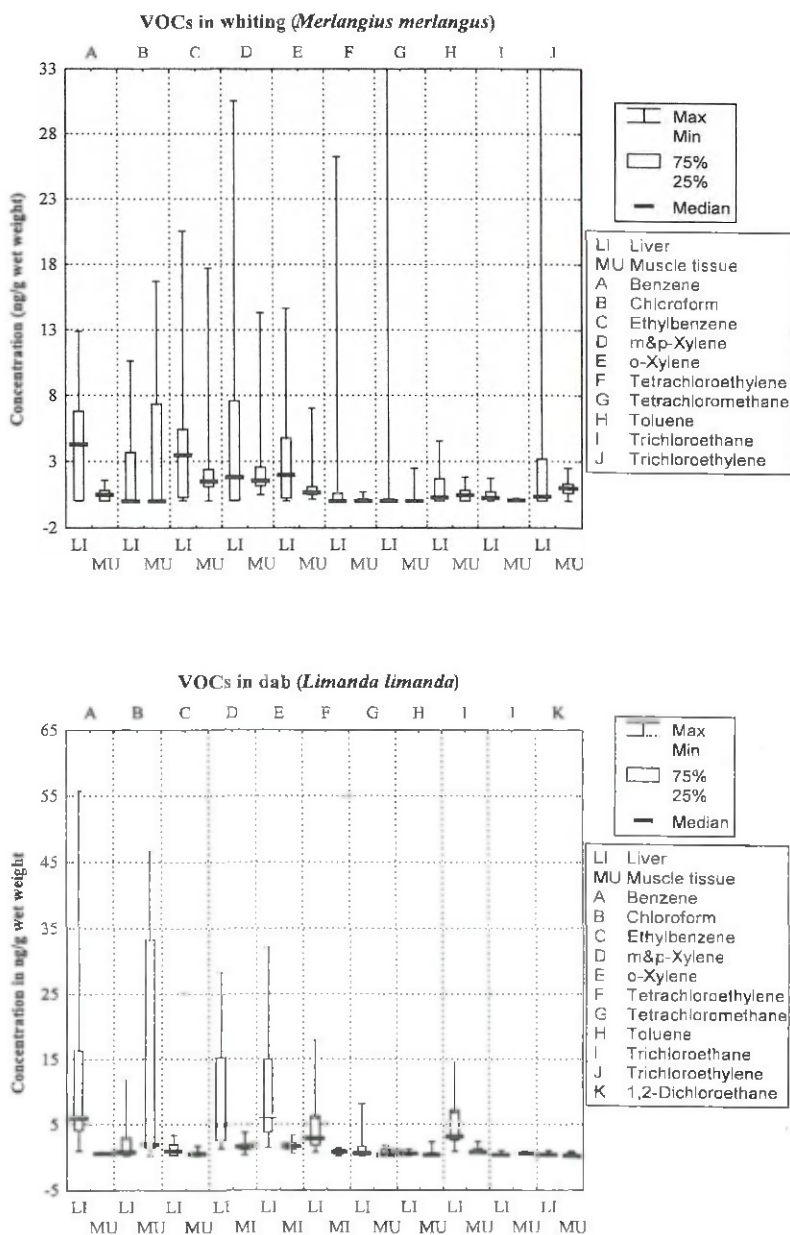 VOCs in whiting (Merlangius merlangus)
A B C D E F G H I J
33
28
23
18
13
8
3
-2
Concentration (ng/g wet weight)
LI LI LI LI LI LI LI LI LI LI
MU MU MU MU MU MU MU MU MU MU
Max
Min
75%
25%
Median
LI Liver
MU Muscle tissue
A Benzene
B Chloroform
C Ethylbenzene
D m&p-Xylene
E o-Xylene
F Tetrachloroethylene
G Tetrachloromethane
H Toluene
I Trichloroethane
J Trichloroethylene
VOCs in dab (Limanda limanda)
A B C D E F G H I I K
65
55
45
35
25
15
5
-5
Concentration in ng/g wet weight
LI LI LI LI LI LI LI LI LI LI LI
MU MU MU MI MI MI MU MU MU MU MU
Max
Min
75%
25%
Median
LI Liver
MU Muscle tissue
A Benzene
B Chloroform
C Ethylbenzene
D m&p-Xylene
E o-Xylene
F Tetrachloroethylene
G Tetrachloromethane
H Toluene
I Trichloroethane
J Trichloroethylene
K 1,2-Dichloroethane